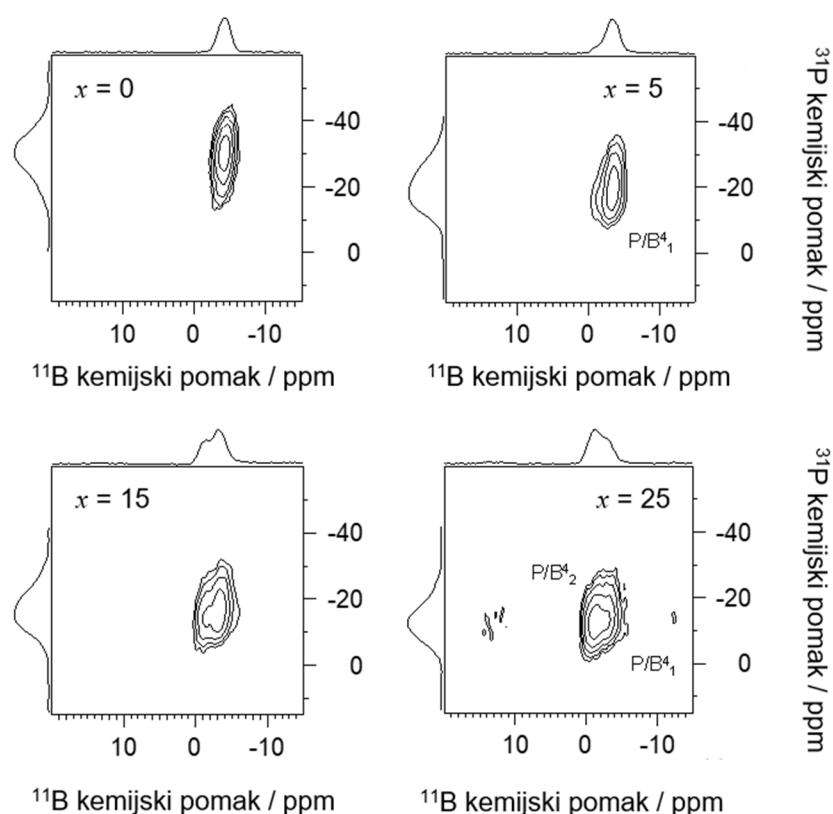 x = 0
-40
-20
0
10 0 -10
¹¹B kemijski pomak / ppm
x = 5
-40
-20
0
P/B⁴₁
10 0 -10
¹¹B kemijski pomak / ppm
³¹P kemijski pomak / ppm
x = 15
-40
-20
0
10 0 -10
¹¹B kemijski pomak / ppm
x = 25
-40
P/B⁴₂
-20
0
P/B⁴₁
10 0 -10
¹¹B kemijski pomak / ppm
³¹P kemijski pomak / ppm